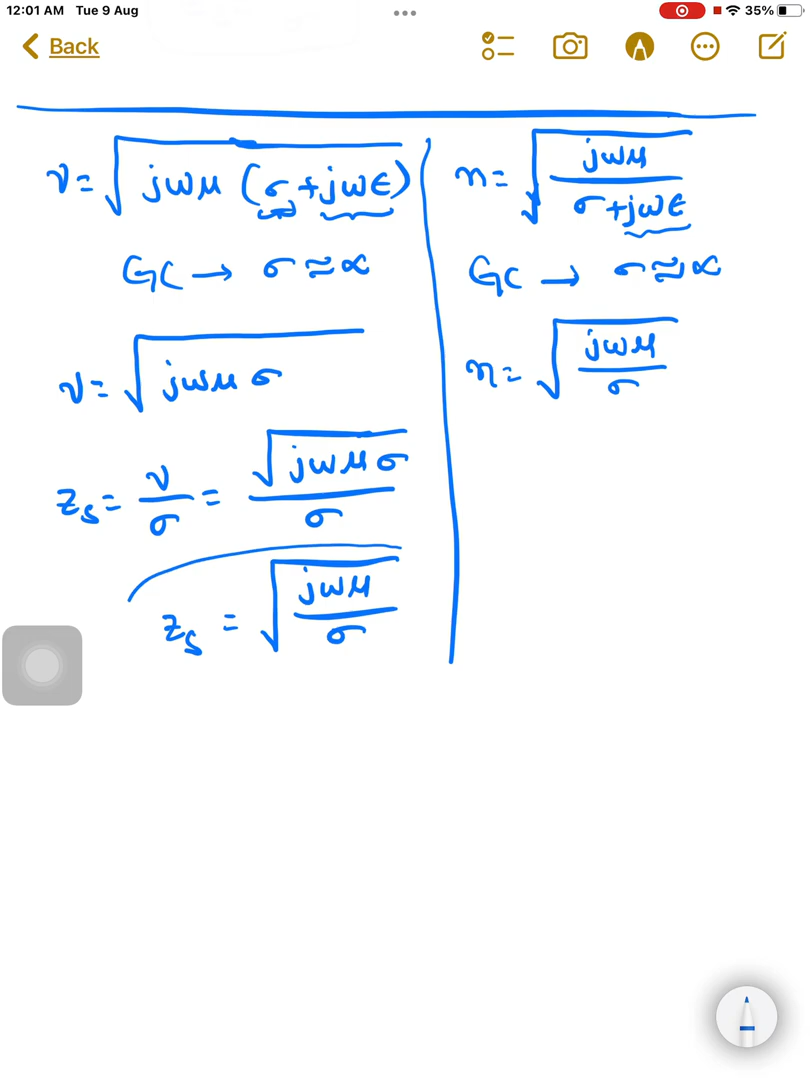 12:01 AM Tue 9 Aug
35%
Back
γ = √(jωμ (σ + jωϵ))
GC → σ ≅ ∝
γ = √(jωμ σ)
Zs = γ/σ = √(jωμσ)/σ
Zs = √(jωμ/σ)
η = √(jωμ/(σ + jωϵ))
GC → σ ≅ ∝
η = √(jωμ/σ)